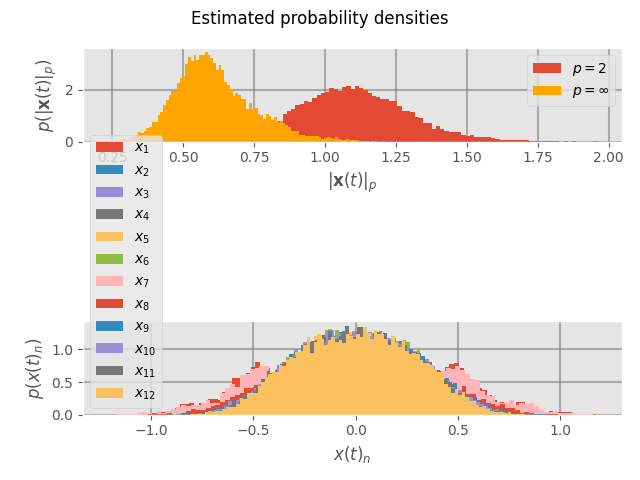 Estimated probability densities
p(|x(t)|ₚ)
2
0
p = 2
p = ∞
0.25 0.50 0.75 1.00 1.25 1.50 1.75 2.00
|x(t)|ₚ
x₁
x₂
x₃
x₄
x₅
x₆
x₇
x₈
x₉
x₁₀
x₁₁
x₁₂
p(x(t)ₙ)
1.0
0.5
0.0
−1.0 −0.5 0.0 0.5 1.0
x(t)ₙ